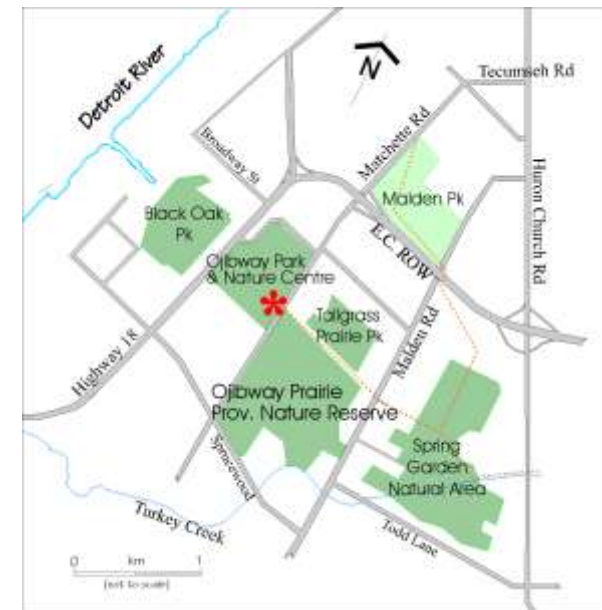 Detroit River
N
Tecumseh Rd
Matchette Rd
Broadway St
Malden Pk
Huron Church Rd
Black Oak
Pk
E.C. ROW
Ojibway Park
& Nature Centre
Tallgrass
Prairie Pk
Malden Rd
Highway 18
Ojibway Prairie
Prov. Nature Reserve
Spring
Garden
Natural Area
Sprucewood
Turkey Creek
Todd Lane
0 km 1
(not to scale)